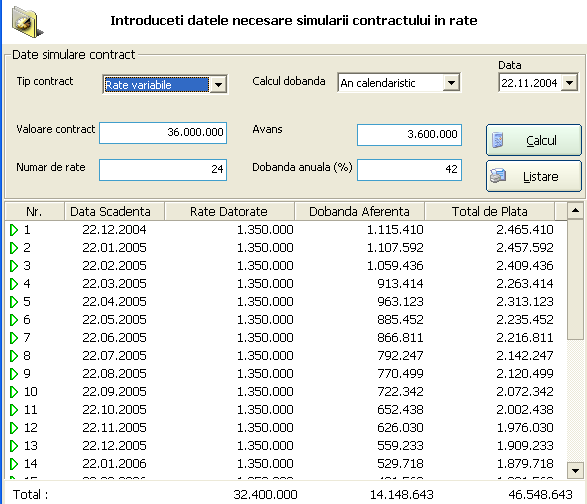 Introduceti datele necesare simularii contractului in rate
Date simulare contract
Data
Tip contract Rate variabile Calcul dobanda An calendaristic 22.11.2004
Valoare contract 36.000.000 Avans 3.600.000 Calcul
Numar de rate 24 Dobanda anuala (%) 42 Listare
Nr. Data Scadenta Rate Datorate Dobanda Aferenta Total de Plata
1 22.12.2004 1.350.000 1.115.410 2.465.410
2 22.01.2005 1.350.000 1.107.592 2.457.592
3 22.02.2005 1.350.000 1.059.436 2.409.436
4 22.03.2005 1.350.000 913.414 2.263.414
5 22.04.2005 1.350.000 963.123 2.313.123
6 22.05.2005 1.350.000 885.452 2.235.452
7 22.06.2005 1.350.000 866.811 2.216.811
8 22.07.2005 1.350.000 792.247 2.142.247
9 22.08.2005 1.350.000 770.499 2.120.499
10 22.09.2005 1.350.000 722.342 2.072.342
11 22.10.2005 1.350.000 652.438 2.002.438
12 22.11.2005 1.350.000 626.030 1.976.030
13 22.12.2005 1.350.000 559.233 1.909.233
14 22.01.2006 1.350.000 529.718 1.879.718
Total : 32.400.000 14.148.643 46.548.643